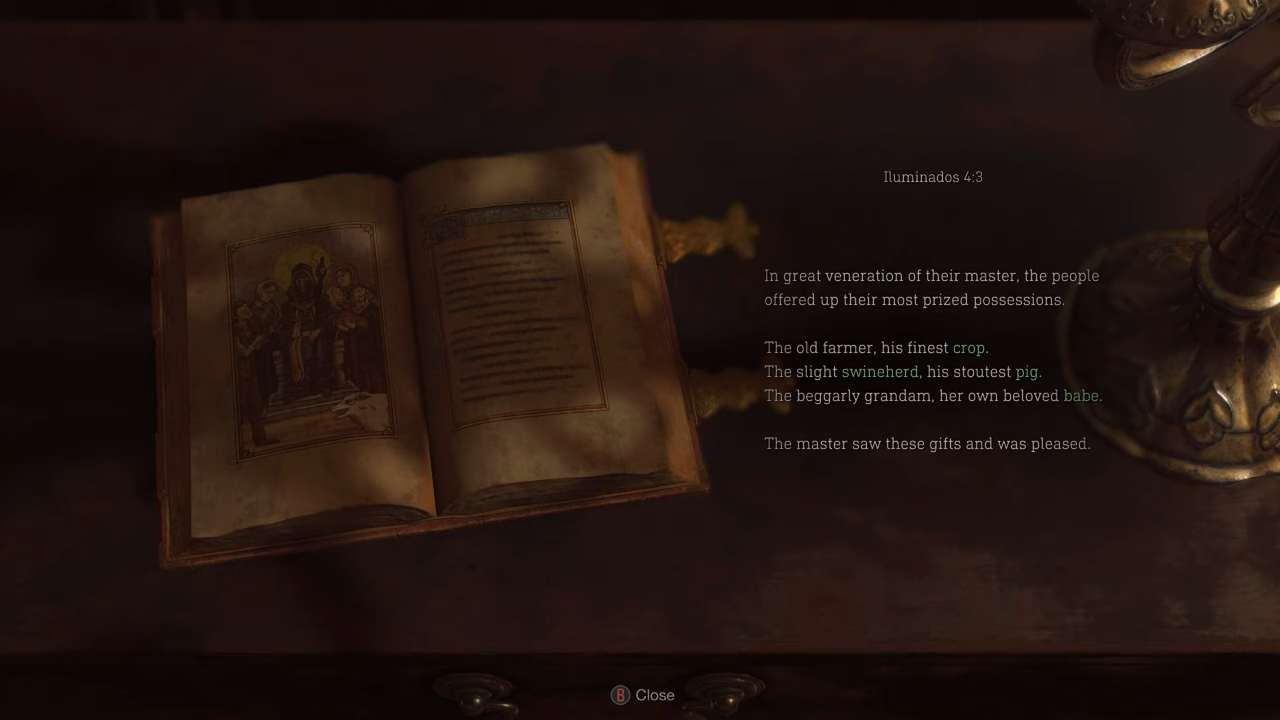 Iluminados 4:3
In great veneration of their master, the people
offered up their most prized possessions.
The old farmer, his finest crop.
The slight swineherd, his stoutest pig.
The beggarly grandam, her own beloved babe.
The master saw these gifts and was pleased.
B Close